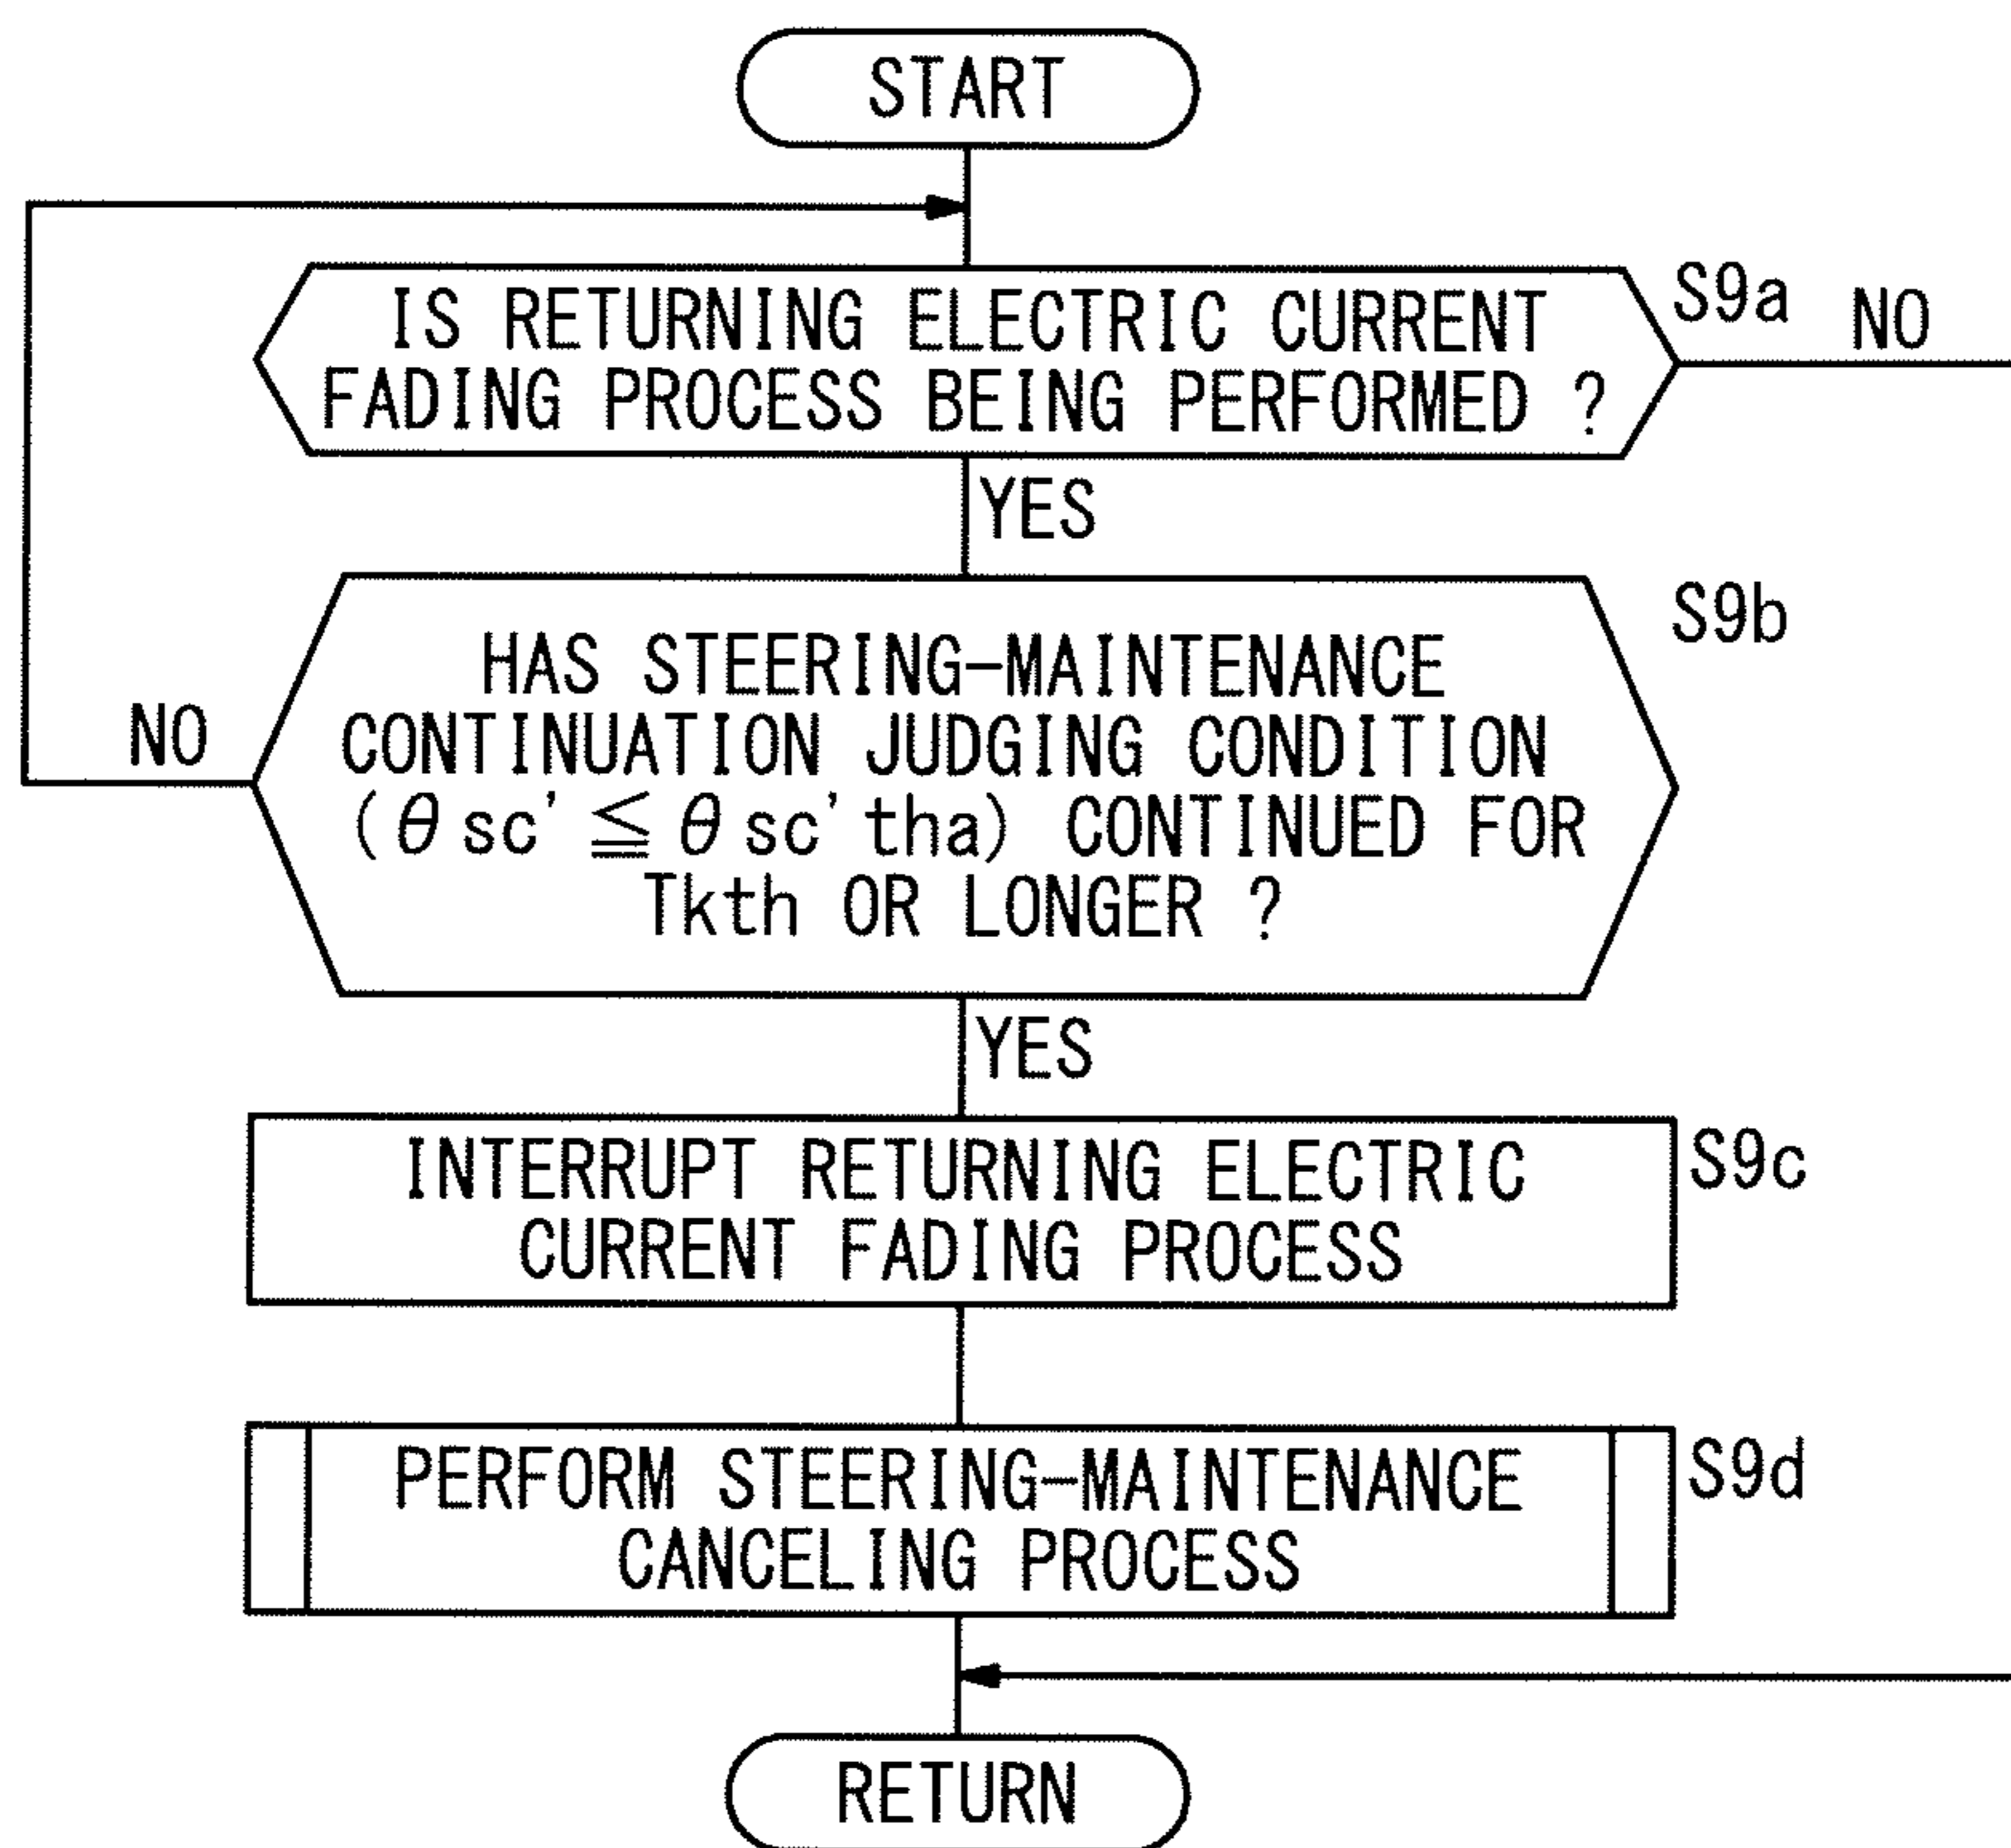 START
IS RETURNING ELECTRIC CURRENT
FADING PROCESS BEING PERFORMED ?
S9a
NO
YES
HAS STEERING-MAINTENANCE
CONTINUATION JUDGING CONDITION
(θsc'≦θsc'tha) CONTINUED FOR
Tkth OR LONGER ?
S9b
NO
YES
INTERRUPT RETURNING ELECTRIC
CURRENT FADING PROCESS
S9c
PERFORM STEERING-MAINTENANCE
CANCELING PROCESS
S9d
RETURN